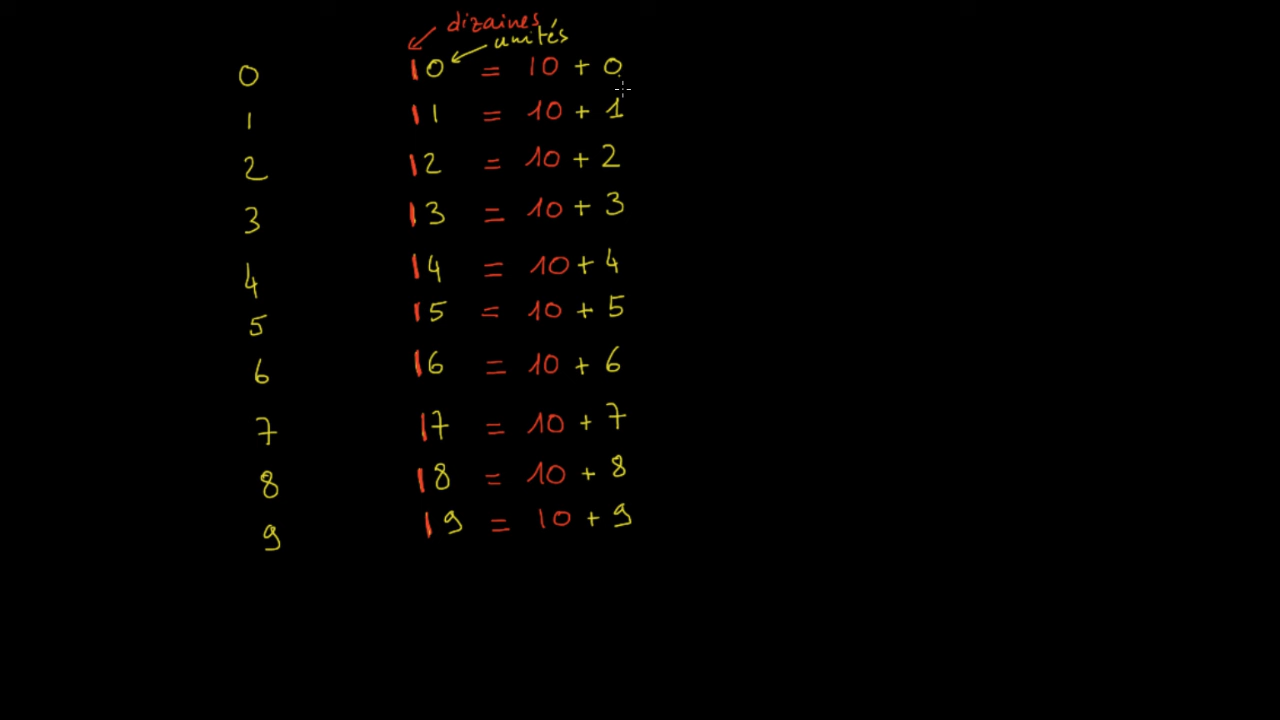 dizaines
unités
0 10 = 10 + 0
1 11 = 10 + 1
2 12 = 10 + 2
3 13 = 10 + 3
4 14 = 10 + 4
5 15 = 10 + 5
6 16 = 10 + 6
7 17 = 10 + 7
8 18 = 10 + 8
9 19 = 10 + 9